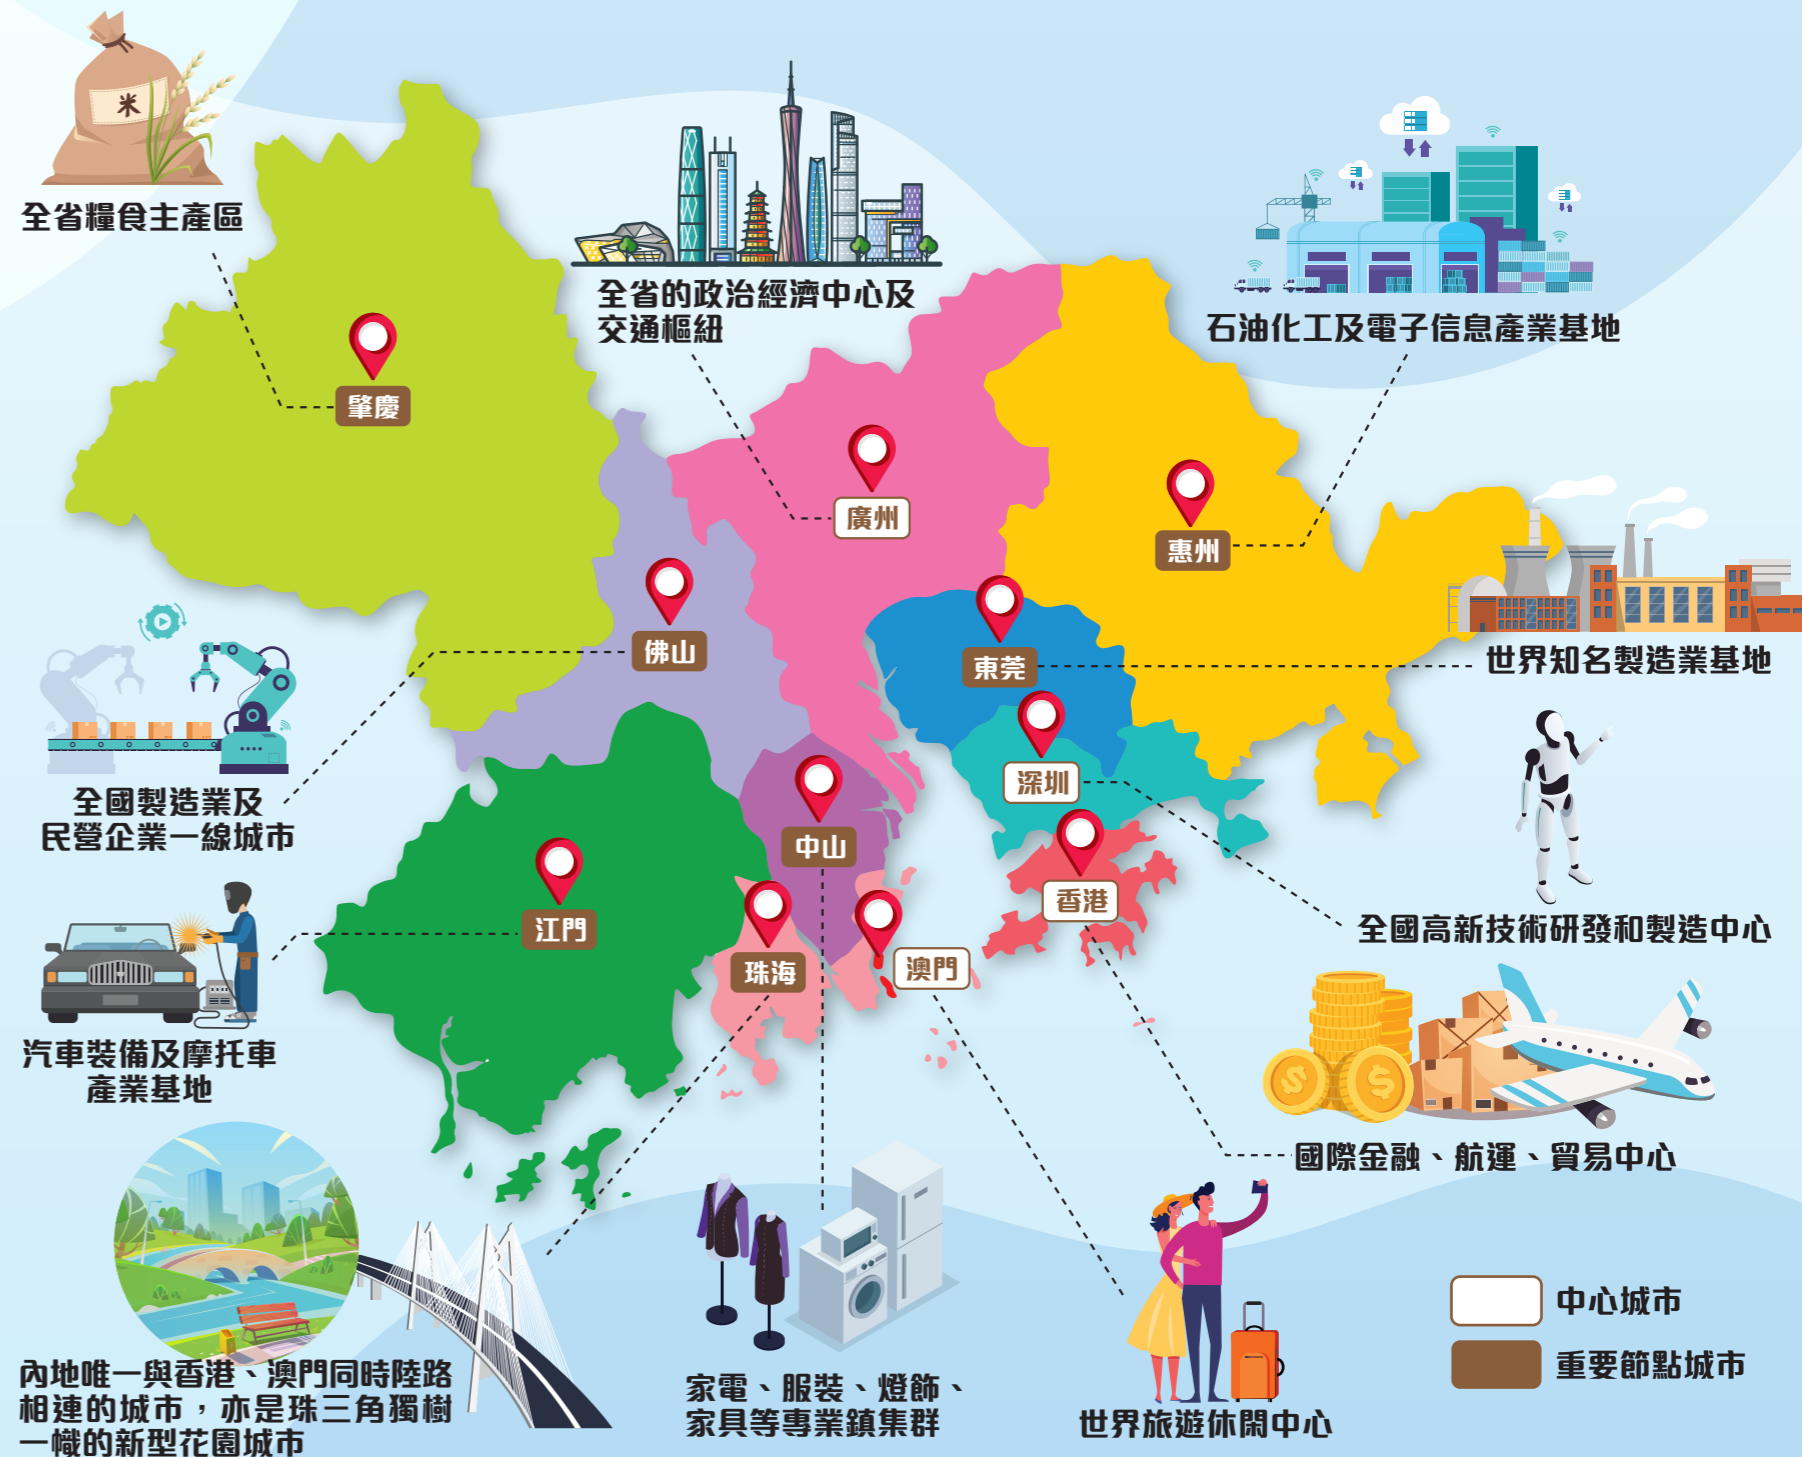 米
全省糧食主產區
肇慶
全省的政治經濟中心及
交通樞紐
廣州
石油化工及電子信息產業基地
惠州
佛山
東莞
世界知名製造業基地
深圳
中山
香港
江門
珠海
澳門
全國製造業及
民營企業一線城市
全國高新技術研發和製造中心
汽車裝備及摩托車
產業基地
國際金融、航運、貿易中心
內地唯一與香港、澳門同時陸路
相連的城市，亦是珠三角獨樹
一幟的新型花園城市
家電、服裝、燈飾、
家具等專業鎮集群
世界旅遊休閒中心
中心城市
重要節點城市